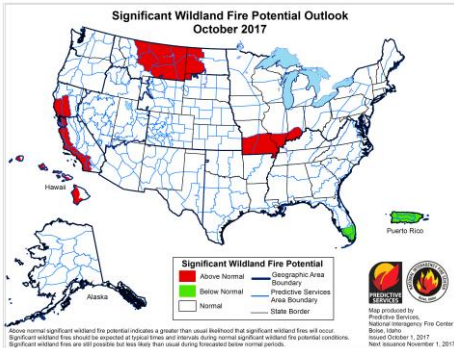 Significant Wildland Fire Potential Outlook
October 2017
Hawaii
Puerto Rico
Alaska
Significant Wildland Fire Potential
Above Normal
Below Normal
Normal
Geographic Area
Boundary
Predictive Services
Area Boundary
State Border
PREDICTIVE
SERVICES
Map produced by
Predictive Services,
National Interagency Fire Center
Boise, Idaho
Issued October 1, 2017
Next issuance November 1, 2017
Above normal significant wildland fire potential indicates a greater than usual likelihood that significant wildland fires will occur.
Significant wildland fires should be expected at typical times and intervals during normal significant wildland fire potential conditions.
Significant wildland fires are still possible but less likely than usual during forecasted below normal periods.